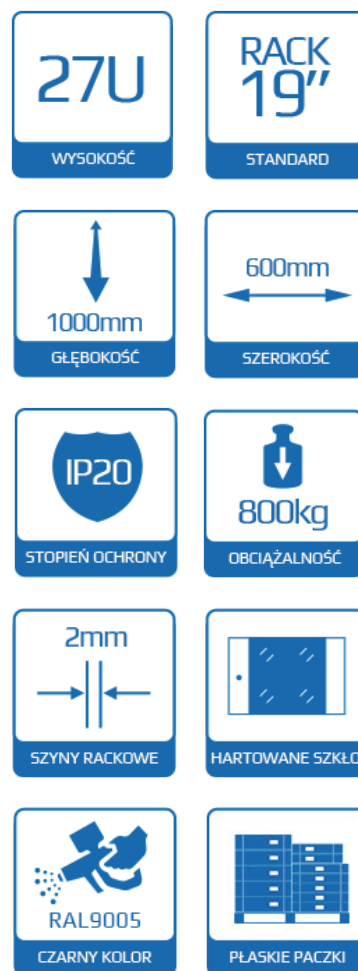 27U
WYSOKOŚĆ
RACK
19”
STANDARD
1000mm
GŁĘBOKOŚĆ
600mm
SZEROKOŚĆ
IP20
STOPIEŃ OCHRONY
800kg
OBCIĄŻALNOŚĆ
2mm
SZYNY RACKOWE
HARTOWANE SZKŁO
RAL9005
CZARNY KOLOR
PŁASKIE PACZKI